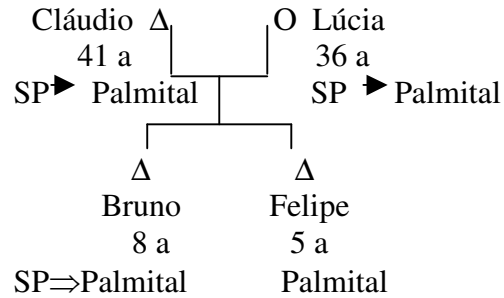 Cláudio Δ O Lúcia
41 a 36 a
SP ► Palmital SP ► Palmital
Δ Δ
Bruno Felipe
8 a 5 a
SP⇒Palmital Palmital